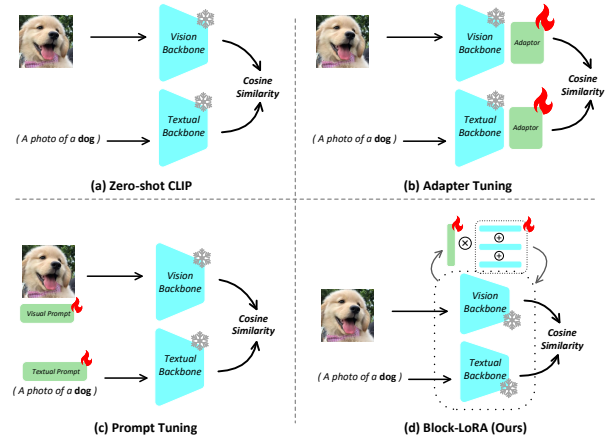 Vision
Backbone
Cosine
Similarity
Textual
Backbone
( A photo of a dog )
(a) Zero-shot CLIP
Vision
Backbone
Adaptor
Cosine
Similarity
Textual
Backbone
Adaptor
( A photo of a dog )
(b) Adapter Tuning
Vision
Backbone
Visual Prompt
Cosine
Similarity
Textual Prompt
Textual
Backbone
( A photo of a dog )
(c) Prompt Tuning
Vision
Backbone
Cosine
Similarity
Textual
Backbone
( A photo of a dog )
(d) Block-LoRA (Ours)